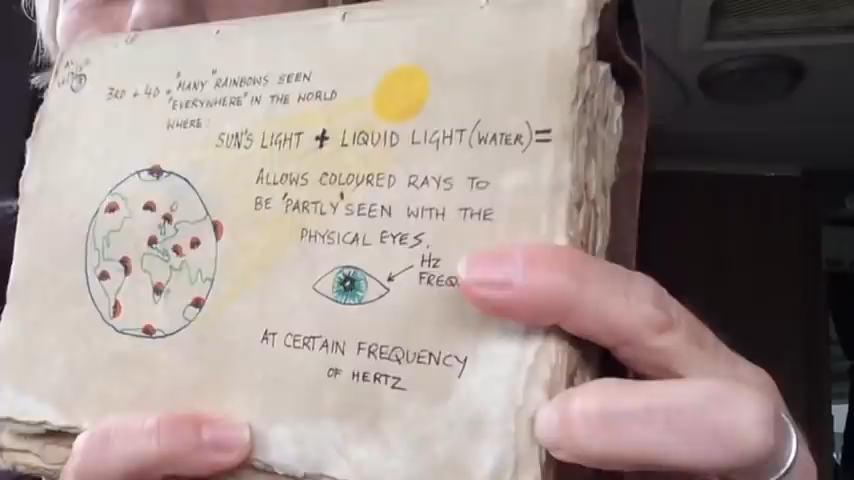 3RD + 4D = "MANY" RAINBOWS SEEN
"EVERYWHERE" IN THE WORLD
WHERE:
SUN'S LIGHT + LIQUID LIGHT (WATER) =
ALLOWS COLOURED RAYS TO
BE "PARTLY" SEEN WITH THE
PHYSICAL EYES.
HZ
FREQ.
AT CERTAIN FREQUENCY
OF HERTZ